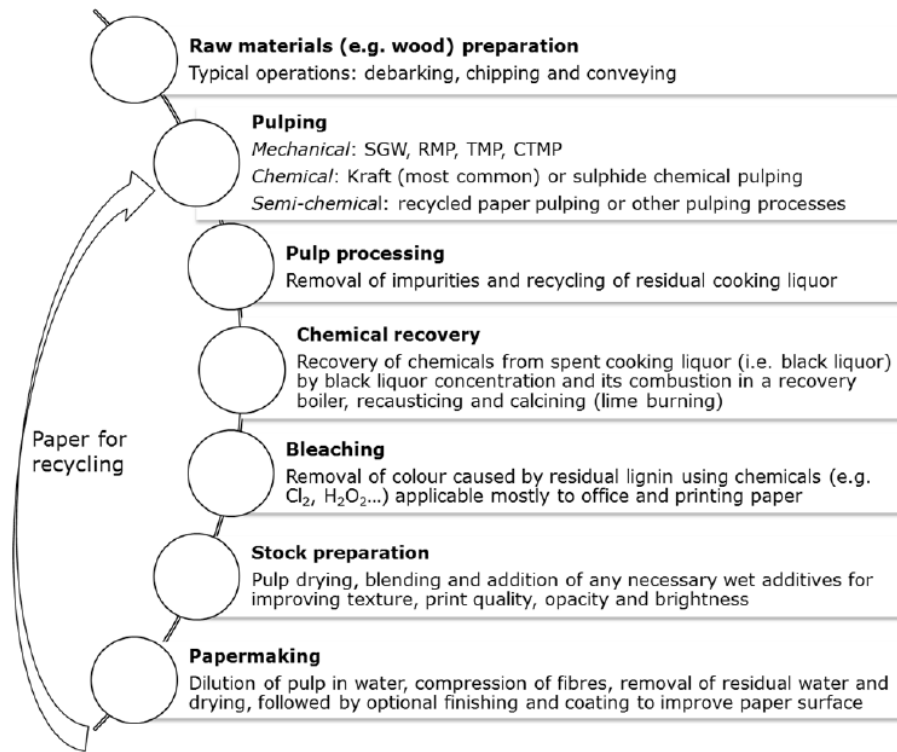 Raw materials (e.g. wood) preparation
Typical operations: debarking, chipping and conveying
Pulping
Mechanical: SGW, RMP, TMP, CTMP
Chemical: Kraft (most common) or sulphide chemical pulping
Semi-chemical: recycled paper pulping or other pulping processes
Pulp processing
Removal of impurities and recycling of residual cooking liquor
Chemical recovery
Recovery of chemicals from spent cooking liquor (i.e. black liquor)
by black liquor concentration and its combustion in a recovery
boiler, recausticing and calcining (lime burning)
Paper for
recycling
Bleaching
Removal of colour caused by residual lignin using chemicals (e.g.
Cl₂, H₂O₂...) applicable mostly to office and printing paper
Stock preparation
Pulp drying, blending and addition of any necessary wet additives for
improving texture, print quality, opacity and brightness
Papermaking
Dilution of pulp in water, compression of fibres, removal of residual water and
drying, followed by optional finishing and coating to improve paper surface